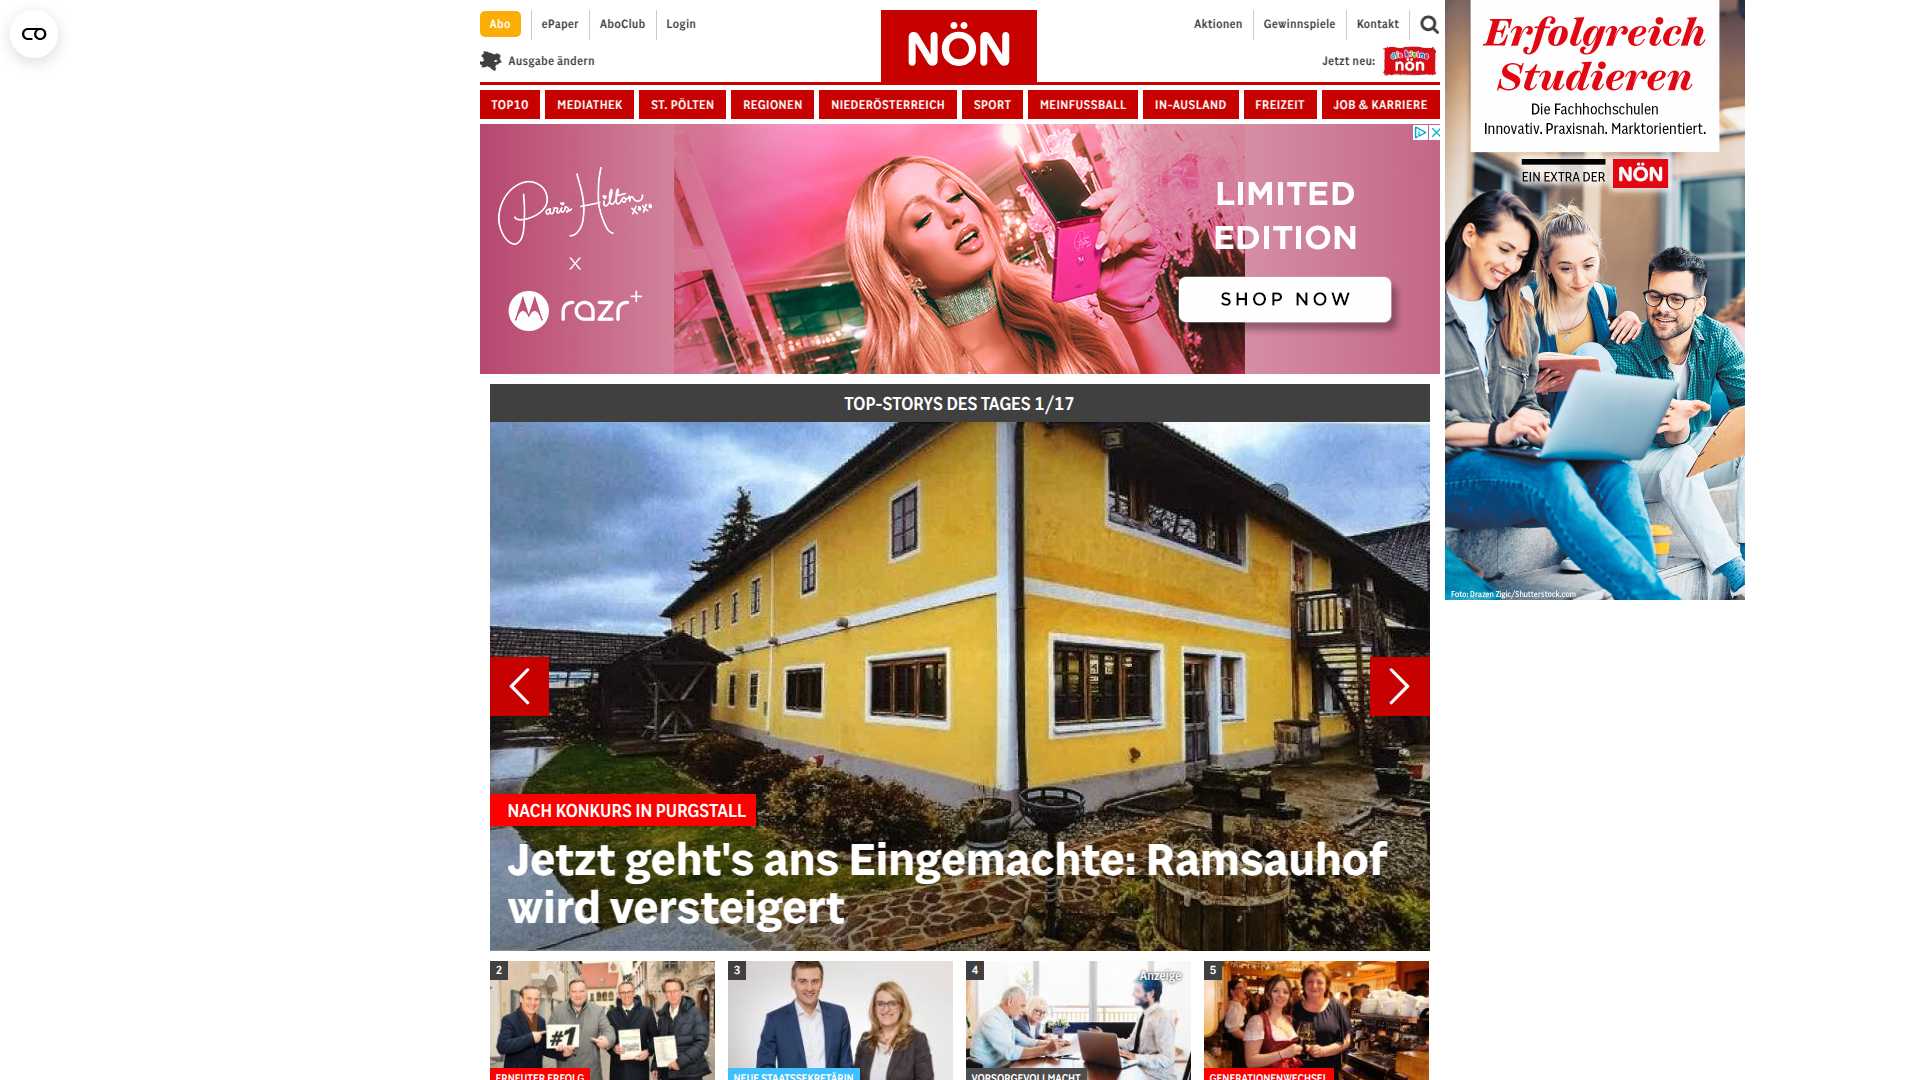 Abo
ePaper
AboClub
Login
Aktionen
Gewinnspiele
Kontakt
Ausgabe ändern
NÖN
Jetzt neu:
die kleine
nön
TOP10
MEDIATHEK
ST. PÖLTEN
REGIONEN
NIEDERÖSTERREICH
SPORT
MEINFUSSBALL
IN-AUSLAND
FREIZEIT
JOB & KARRIERE
Paris Hilton
xoxo
X
razr+
LIMITED
EDITION
SHOP NOW
Erfolgreich
Studieren
Die Fachhochschulen
Innovativ. Praxisnah. Marktorientiert.
EIN EXTRA DER NÖN
Foto: Drazen Zigic/Shutterstock.com
TOP-STORYS DES TAGES 1/17
NACH KONKURS IN PURGSTALL
Jetzt geht's ans Eingemachte: Ramsauhof
wird versteigert
2
#1
ERNEUTER ERFOLG
3
NEUE STAATSSEKRETÄRIN
4
Anzeige
VORSORGEVOLLMACHT
5
GENERATIONENWECHSEL